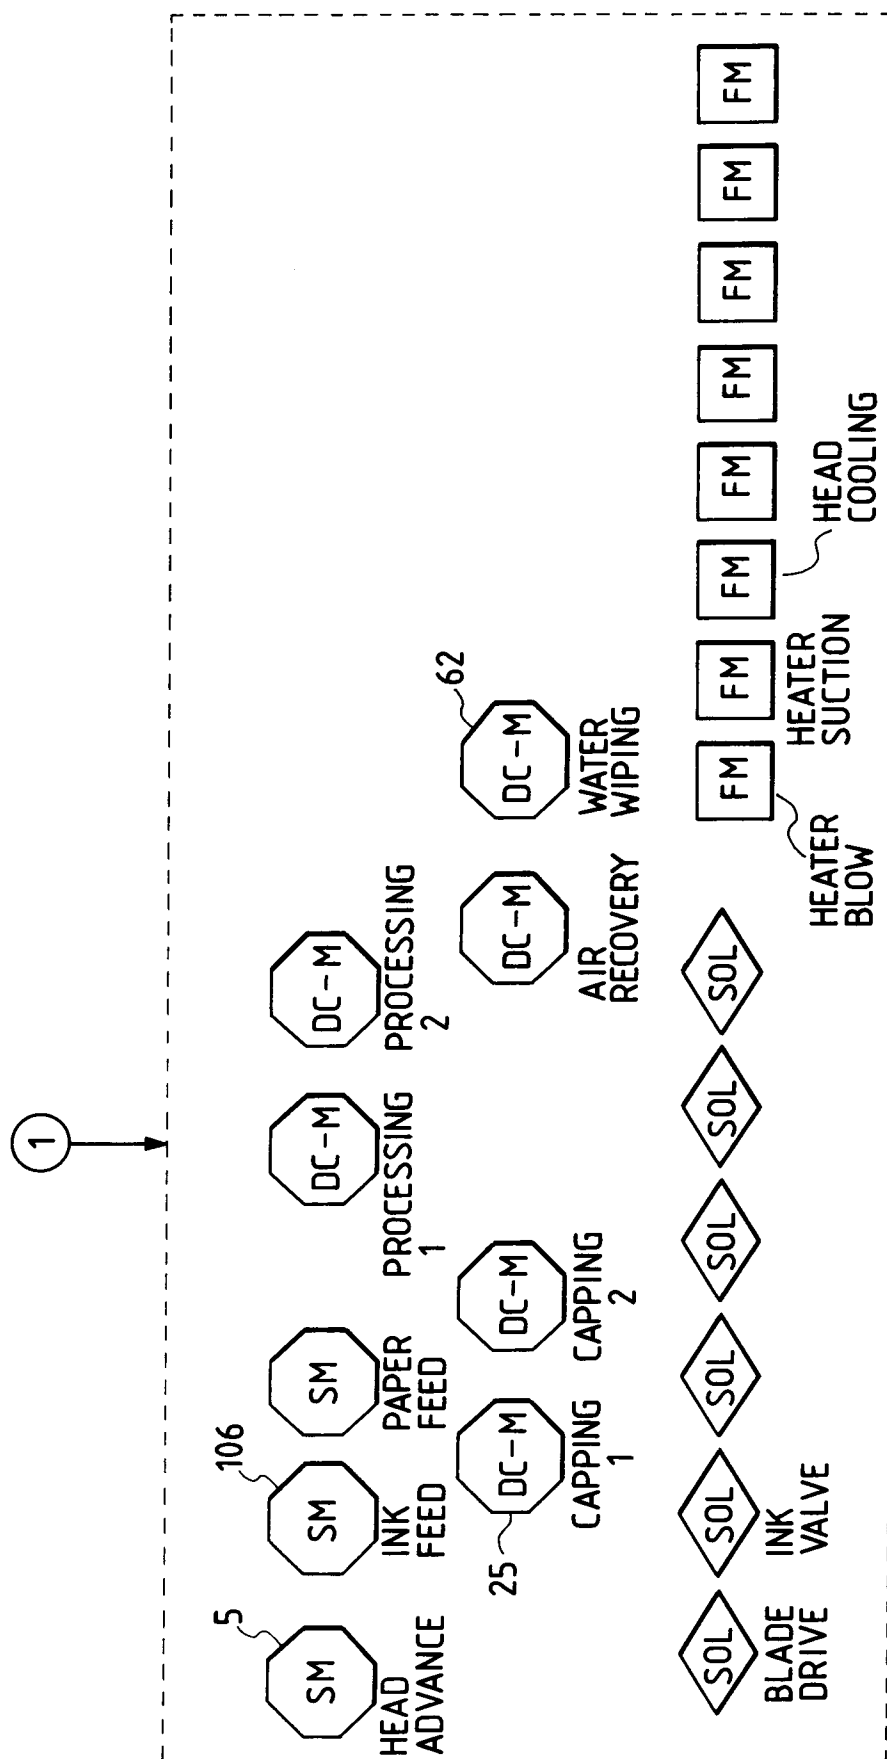 1
5
SM
HEAD
ADVANCE
106
SM
INK
FEED
SM
PAPER
FEED
DC-M
PROCESSING
1
DC-M
PROCESSING
2
25
DC-M
CAPPING
1
DC-M
CAPPING
2
DC-M
AIR
RECOVERY
62
DC-M
WATER
WIPING
SOL
BLADE
DRIVE
SOL
INK
VALVE
SOL
SOL
SOL
SOL
FM
HEATER
BLOW
FM
HEATER
SUCTION
FM
HEAD
COOLING
FM
FM
FM
FM
FM